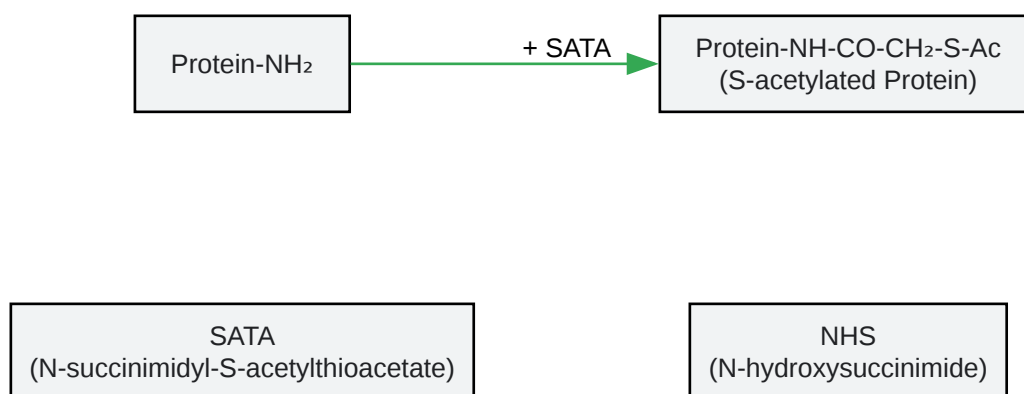 Protein-NH₂
+ SATA
Protein-NH-CO-CH₂-S-Ac
(S-acetylated Protein)
SATA
(N-succinimidyl-S-acetylthioacetate)
NHS
(N-hydroxysuccinimide)